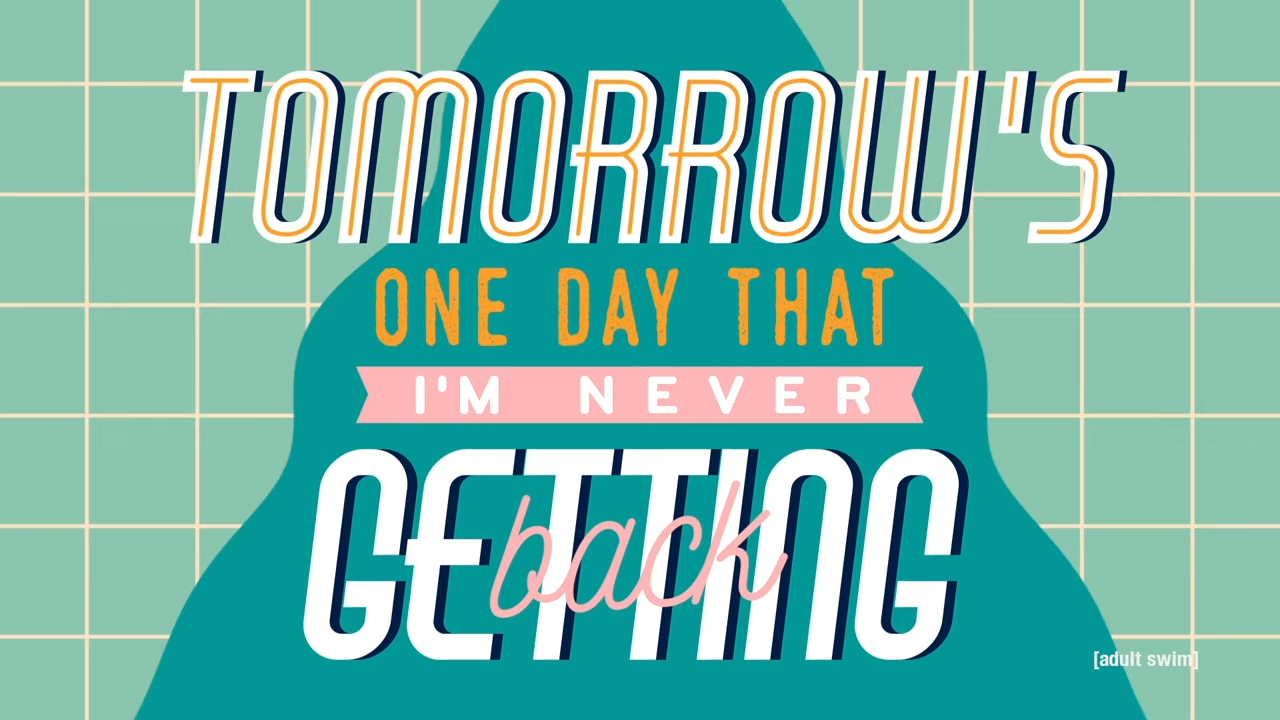 TOMORROW'S
ONE DAY THAT
I'M NEVER
GETTING
back
[adult swim]